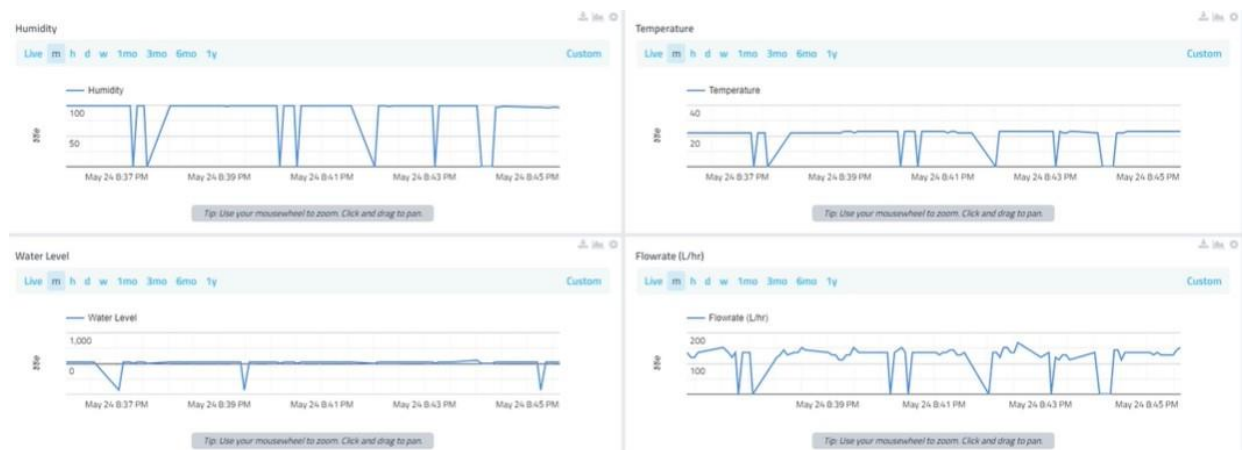 Humidity
Live m h d w 1mo 3mo 6mo 1y Custom
Humidity
100
50
title
May 24 8:37 PM May 24 8:39 PM May 24 8:41 PM May 24 8:43 PM May 24 8:45 PM
Tip: Use your mousewheel to zoom. Click and drag to pan.
Temperature
Live m h d w 1mo 3mo 6mo 1y Custom
Temperature
40
20
title
May 24 8:37 PM May 24 8:39 PM May 24 8:41 PM May 24 8:43 PM May 24 8:45 PM
Tip: Use your mousewheel to zoom. Click and drag to pan.
Water Level
Live m h d w 1mo 3mo 6mo 1y Custom
Water Level
1,000
0
title
May 24 8:37 PM May 24 8:39 PM May 24 8:41 PM May 24 8:43 PM May 24 8:45 PM
Tip: Use your mousewheel to zoom. Click and drag to pan.
Flowrate (L/hr)
Live m h d w 1mo 3mo 6mo 1y Custom
Flowrate (L/hr)
200
100
title
May 24 8:39 PM May 24 8:41 PM May 24 8:43 PM May 24 8:45 PM
Tip: Use your mousewheel to zoom. Click and drag to pan.